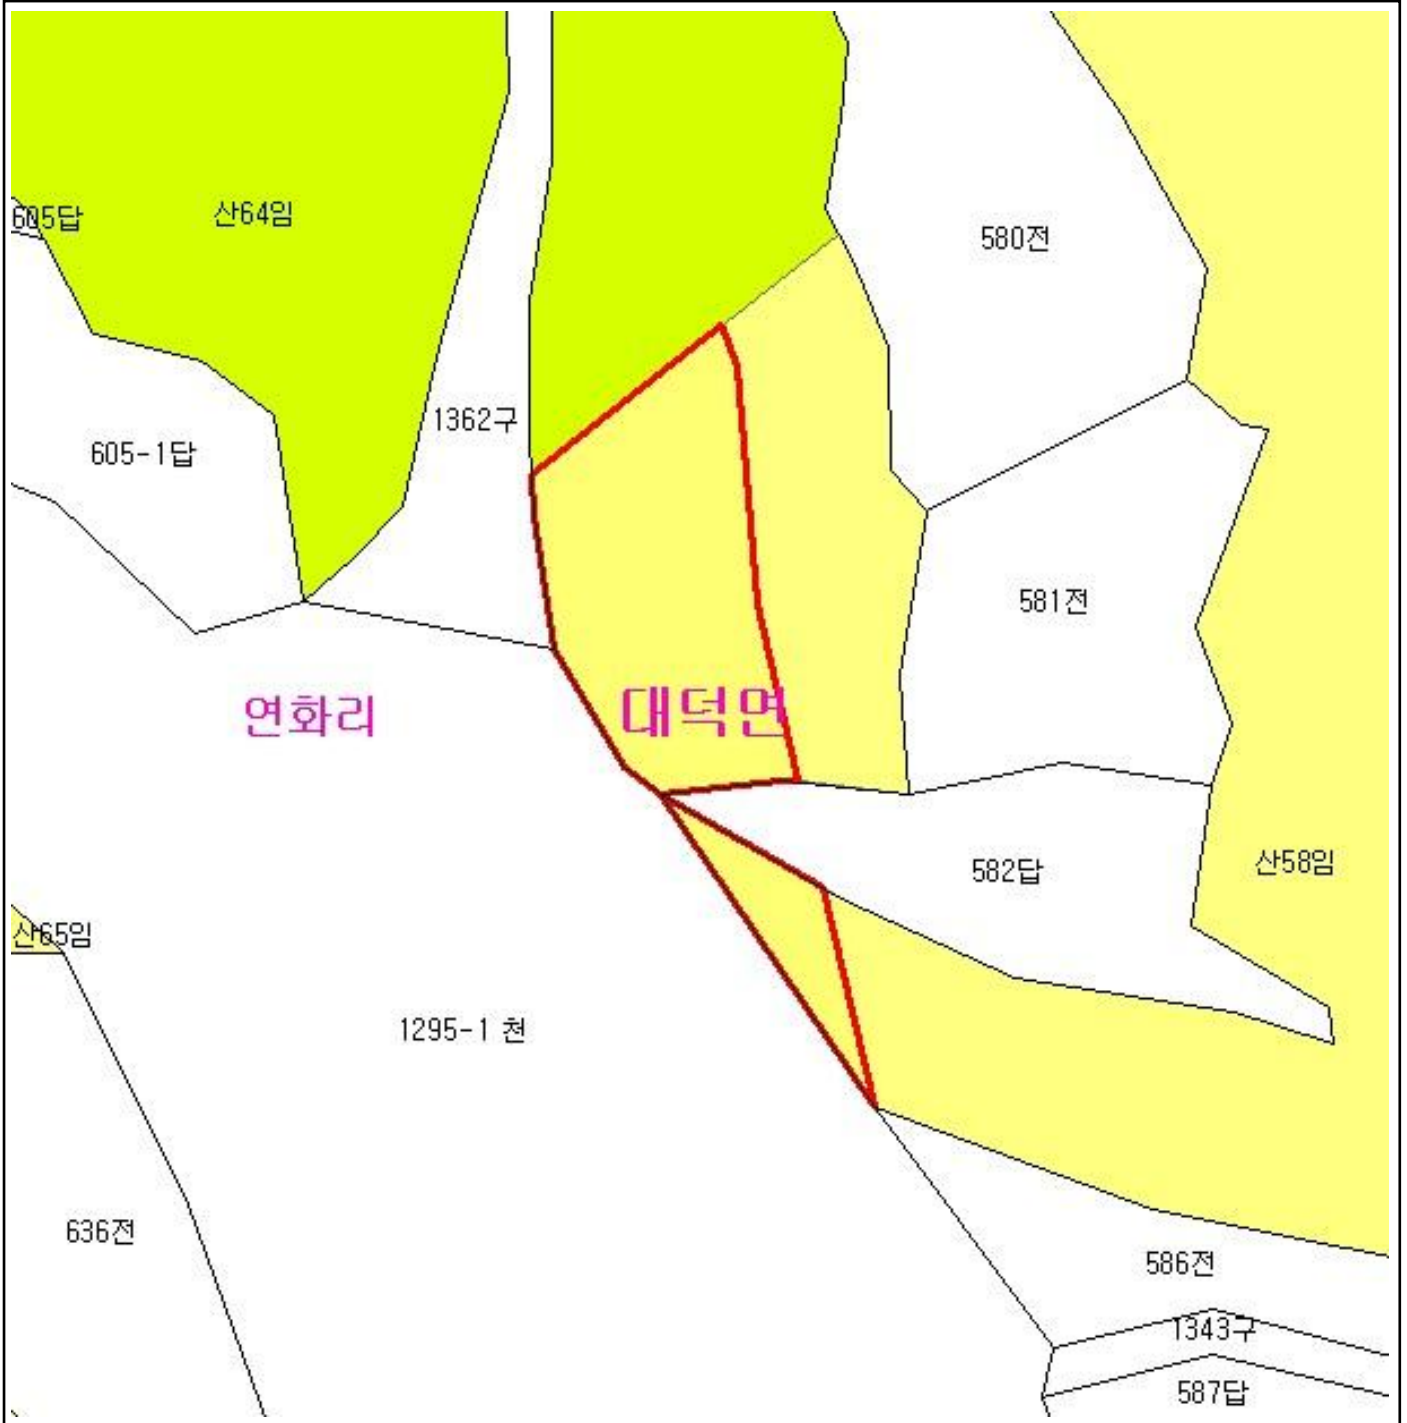 605답
산64임
580전
1362구
605-1답
581전
연화리
대덕면
582답
산58임
산65임
1295-1 천
636전
586전
1343구
587답